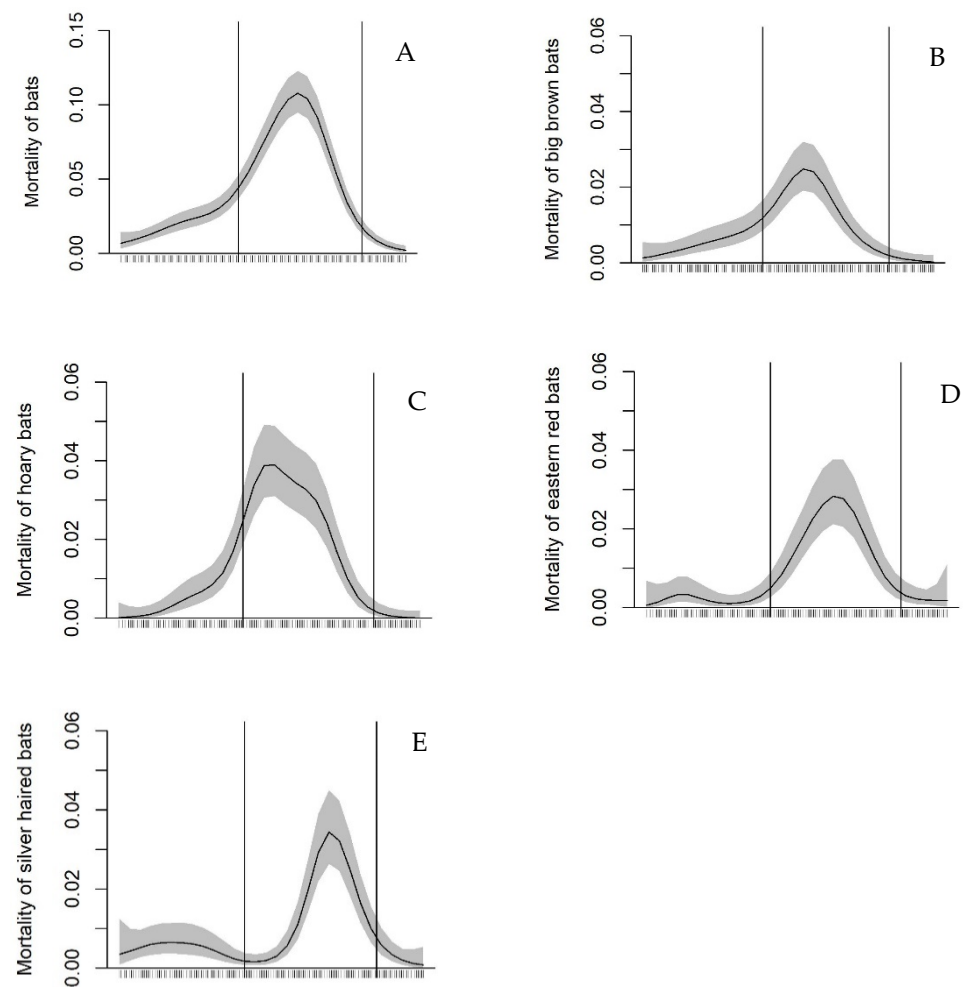 A
Mortality of bats
0.15
0.10
0.05
0.00
B
Mortality of big brown bats
0.06
0.04
0.02
0.00
C
Mortality of hoary bats
0.06
0.04
0.02
0.00
D
Mortality of eastern red bats
0.06
0.04
0.02
0.00
E
Mortality of silver haired bats
0.06
0.04
0.02
0.00